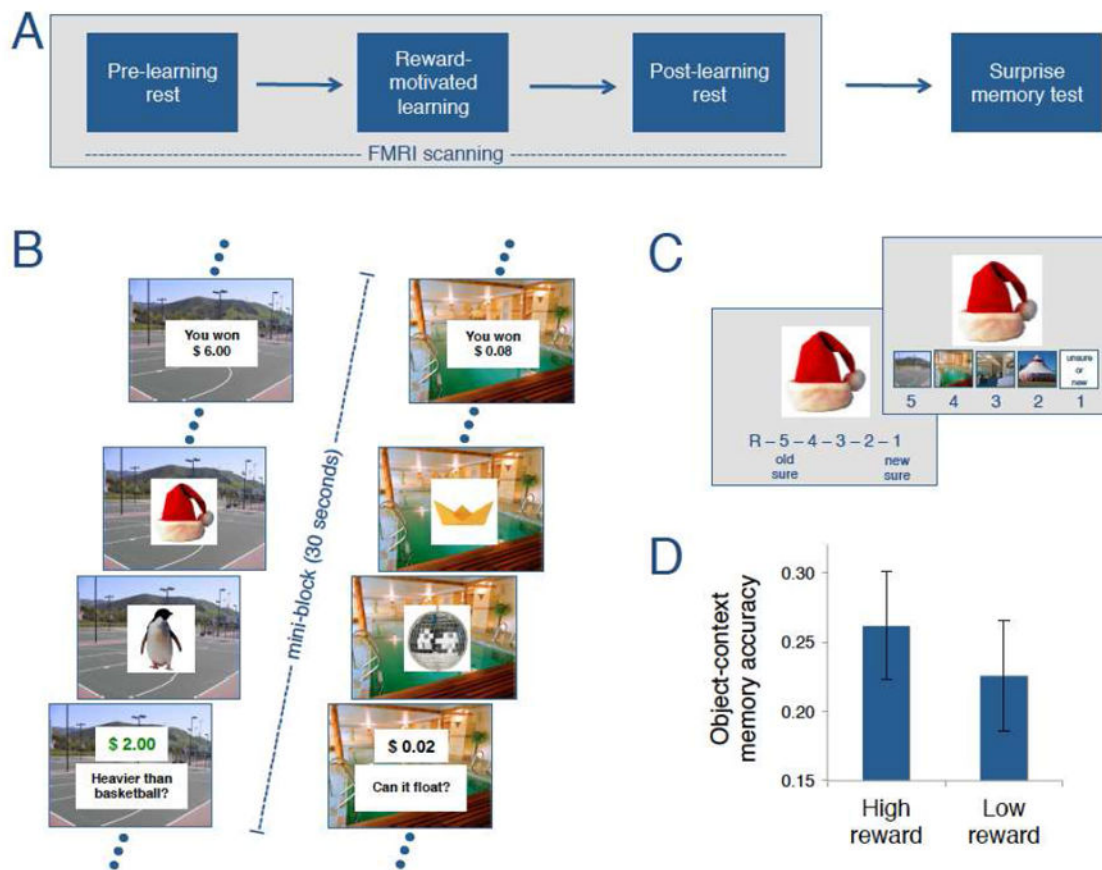 A
Pre-learning
rest
Reward-
motivated
learning
Post-learning
rest
Surprise
memory test
FMRI scanning
B
You won
$ 6.00
You won
$ 0.08
mini-block (30 seconds)
$ 2.00
Heavier than
basketball?
$ 0.02
Can it float?
C
R – 5 – 4 – 3 – 2 – 1
old
sure
new
sure
unsure
or
new
5 4 3 2 1
D
Object-context
memory accuracy
0.30
0.25
0.20
0.15
High
reward
Low
reward